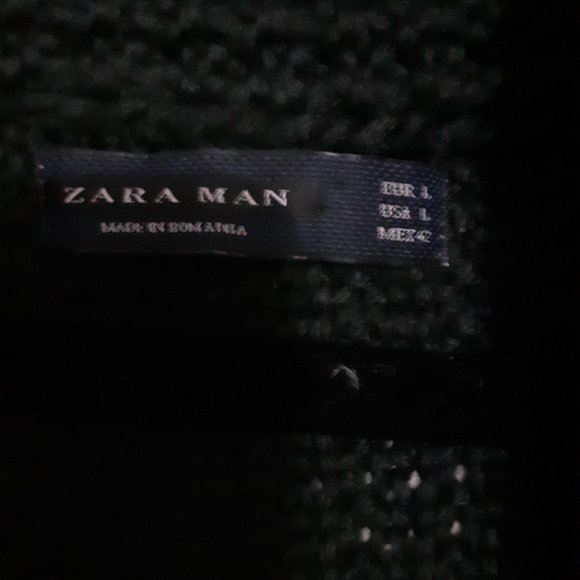 ZARA MAN
MADE IN ROMANIA
EUR L
USA L
MEX G